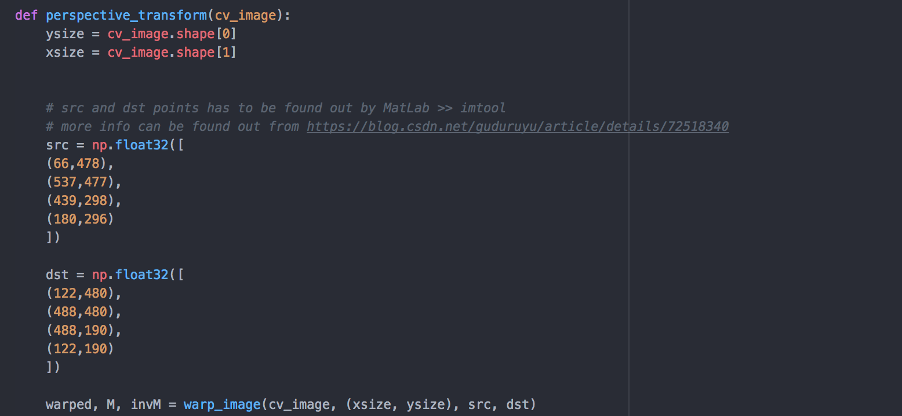 def perspective_transform(cv_image):
    ysize = cv_image.shape[0]
    xsize = cv_image.shape[1]
    # src and dst points has to be found out by MatLab >> imtool
    # more info can be found out from https://blog.csdn.net/guduruyu/article/details/72518340
    src = np.float32([
    (66,478),
    (537,477),
    (439,298),
    (180,296)
    ])
    dst = np.float32([
    (122,480),
    (488,480),
    (488,190),
    (122,190)
    ])
    warped, M, invM = warp_image(cv_image, (xsize, ysize), src, dst)